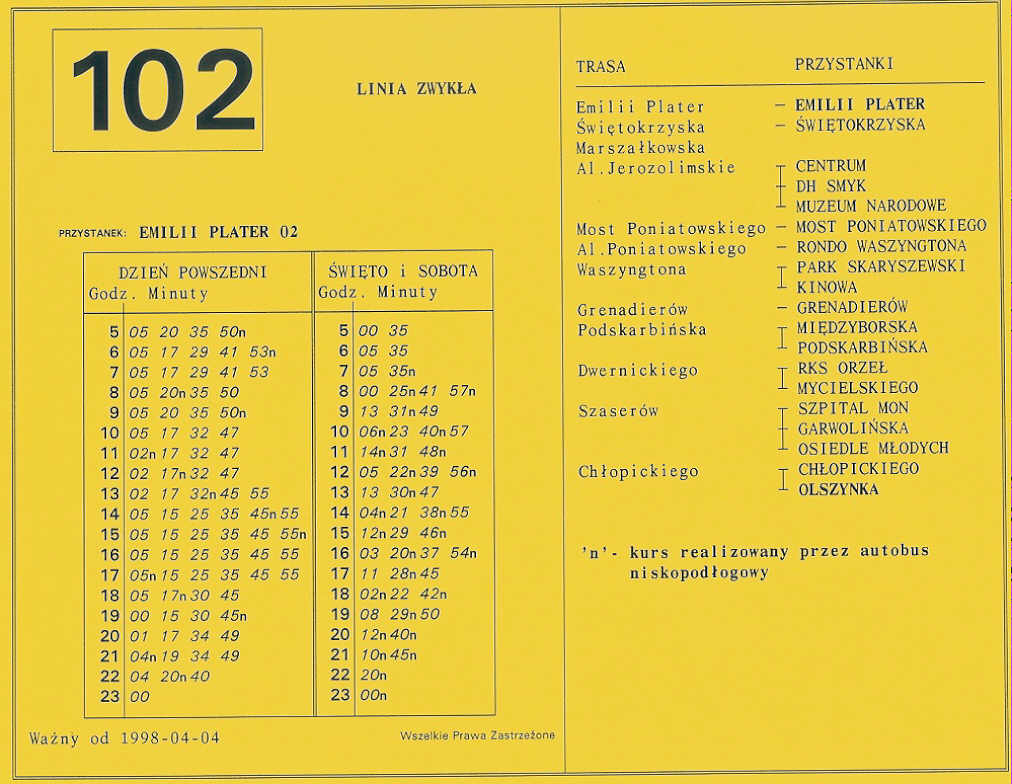 102
LINIA ZWYKŁA
PRZYSTANEK: EMILII PLATER 02
DZIEŃ POWSZEDNI
Godz. Minuty
5 05 20 35 50n
6 05 17 29 41 53n
7 05 17 29 41 53
8 05 20n 35 50
9 05 20 35 50n
10 05 17 32 47
11 02n 17 32 47
12 02 17n 32 47
13 02 17 32n 45 55
14 05 15 25 35 45n 55
15 05 15 25 35 45 55n
16 05 15 25 35 45 55
17 05n 15 25 35 45 55
18 05 17n 30 45
19 00 15 30 45n
20 01 17 34 49
21 04n 19 34 49
22 04 20n 40
23 00
ŚWIĘTO i SOBOTA
Godz. Minuty
5 00 35
6 05 35
7 05 35n
8 00 25n 41 57n
9 13 31n 49
10 06n 23 40n 57
11 14n 31 48n
12 05 22n 39 56n
13 13 30n 47
14 04n 21 38n 55
15 12n 29 46n
16 03 20n 37 54n
17 11 28n 45
18 02n 22 42n
19 08 29n 50
20 12n 40n
21 10n 45n
22 20n
23 00n
Ważny od 1998-04-04
Wszelkie Prawa Zastrzeżone
TRASA PRZYSTANKI
Emilii Plater – EMILII PLATER
Świętokrzyska – ŚWIĘTOKRZYSKA
Marszałkowska
Al.Jerozolimskie CENTRUM
DH SMYK
MUZEUM NARODOWE
Most Poniatowskiego – MOST PONIATOWSKIEGO
Al.Poniatowskiego – RONDO WASZYNGTONA
Waszyngtona PARK SKARYSZEWSKI
KINOWA
Grenadierów – GRENADIERÓW
Podskarbińska MIĘDZYBORSKA
PODSKARBIŃSKA
Dwernickiego RKS ORZEŁ
MYCIELSKIEGO
Szaserów SZPITAL MON
GARWOLIŃSKA
OSIEDLE MŁODYCH
Chłopickiego CHŁOPICKIEGO
OLSZYNKA
'n'- kurs realizowany przez autobus
niskopodłogowy